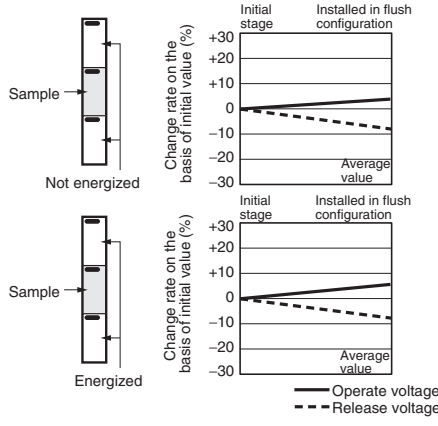 Initial stage
Installed in flush configuration
Change rate on the basis of initial value (%)
+30
+20
+10
0
−10
−20
−30
Average value
Sample
Not energized
Initial stage
Installed in flush configuration
Change rate on the basis of initial value (%)
+30
+20
+10
0
−10
−20
−30
Average value
Sample
Energized
Operate voltage
Release voltage